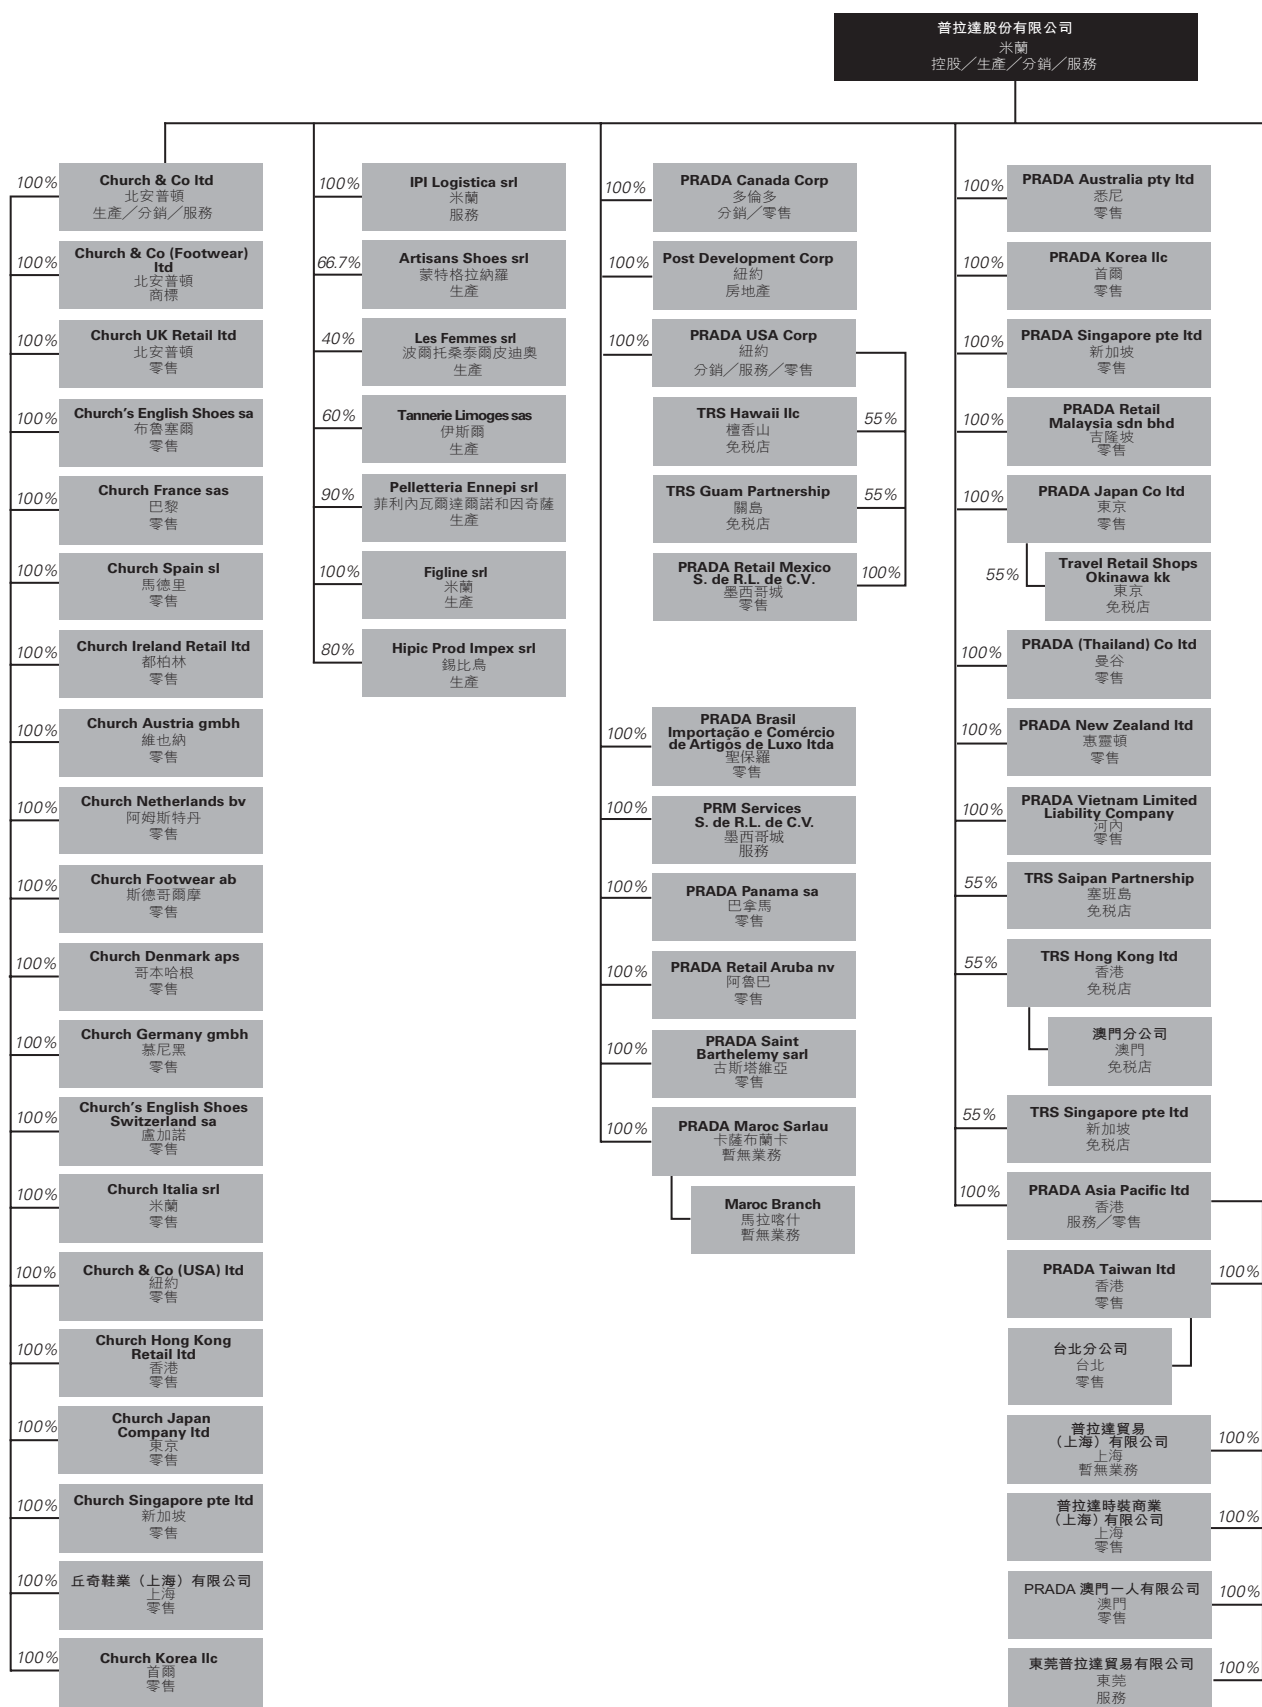 普拉達股份有限公司
米蘭
控股／生產／分銷／服務
100%
Church & Co ltd
北安普頓
生產／分銷／服務
100%
Church & Co (Footwear)
ltd
北安普頓
商標
100%
Church UK Retail ltd
北安普頓
零售
100%
Church's English Shoes sa
布魯塞爾
零售
100%
Church France sas
巴黎
零售
100%
Church Spain sl
馬德里
零售
100%
Church Ireland Retail ltd
都柏林
零售
100%
Church Austria gmbh
維也納
零售
100%
Church Netherlands bv
阿姆斯特丹
零售
100%
Church Footwear ab
斯德哥爾摩
零售
100%
Church Denmark aps
哥本哈根
零售
100%
Church Germany gmbh
慕尼黑
零售
100%
Church's English Shoes
Switzerland sa
盧加諾
零售
100%
Church Italia srl
米蘭
零售
100%
Church & Co (USA) ltd
紐約
零售
100%
Church Hong Kong
Retail ltd
香港
零售
100%
Church Japan
Company ltd
東京
零售
100%
Church Singapore pte ltd
新加坡
零售
100%
丘奇鞋業（上海）有限公司
上海
零售
100%
Church Korea llc
首爾
零售
100%
IPI Logistica srl
米蘭
服務
66.7%
Artisans Shoes srl
蒙特格拉納羅
生產
40%
Les Femmes srl
波爾托桑泰爾皮迪奧
生產
60%
Tannerie Limoges sas
伊斯爾
生產
90%
Pelletteria Ennepi srl
菲利內瓦爾達爾諾和因奇薩
生產
100%
Figline srl
米蘭
生產
80%
Hipic Prod Impex srl
錫比烏
生產
100%
PRADA Canada Corp
多倫多
分銷／零售
100%
Post Development Corp
紐約
房地產
100%
PRADA USA Corp
紐約
分銷／服務／零售
TRS Hawaii llc
檀香山
免税店
55%
TRS Guam Partnership
關島
免税店
55%
PRADA Retail Mexico
S. de R.L. de C.V.
墨西哥城
零售
100%
100%
PRADA Brasil
Importação e Comércio
de Artigos de Luxo ltda
聖保羅
零售
100%
PRM Services
S. de R.L. de C.V.
墨西哥城
服務
100%
PRADA Panama sa
巴拿馬
零售
100%
PRADA Retail Aruba nv
阿魯巴
零售
100%
PRADA Saint
Barthelemy sarl
古斯塔維亞
零售
100%
PRADA Maroc Sarlau
卡薩布蘭卡
暫無業務
Maroc Branch
馬拉喀什
暫無業務
100%
PRADA Australia pty ltd
悉尼
零售
100%
PRADA Korea llc
首爾
零售
100%
PRADA Singapore pte ltd
新加坡
零售
100%
PRADA Retail
Malaysia sdn bhd
吉隆坡
零售
100%
PRADA Japan Co ltd
東京
零售
55%
Travel Retail Shops
Okinawa kk
東京
免税店
100%
PRADA (Thailand) Co ltd
曼谷
零售
100%
PRADA New Zealand ltd
惠靈頓
零售
100%
PRADA Vietnam Limited
Liability Company
河內
零售
55%
TRS Saipan Partnership
塞班島
免税店
55%
TRS Hong Kong ltd
香港
免税店
澳門分公司
澳門
免税店
55%
TRS Singapore pte ltd
新加坡
免税店
100%
PRADA Asia Pacific ltd
香港
服務／零售
PRADA Taiwan ltd
香港
零售
100%
台北分公司
台北
零售
普拉達貿易
（上海）有限公司
上海
暫無業務
100%
普拉達時裝商業
（上海）有限公司
上海
零售
100%
PRADA 澳門一人有限公司
澳門
零售
100%
東莞普拉達貿易有限公司
東莞
服務
100%